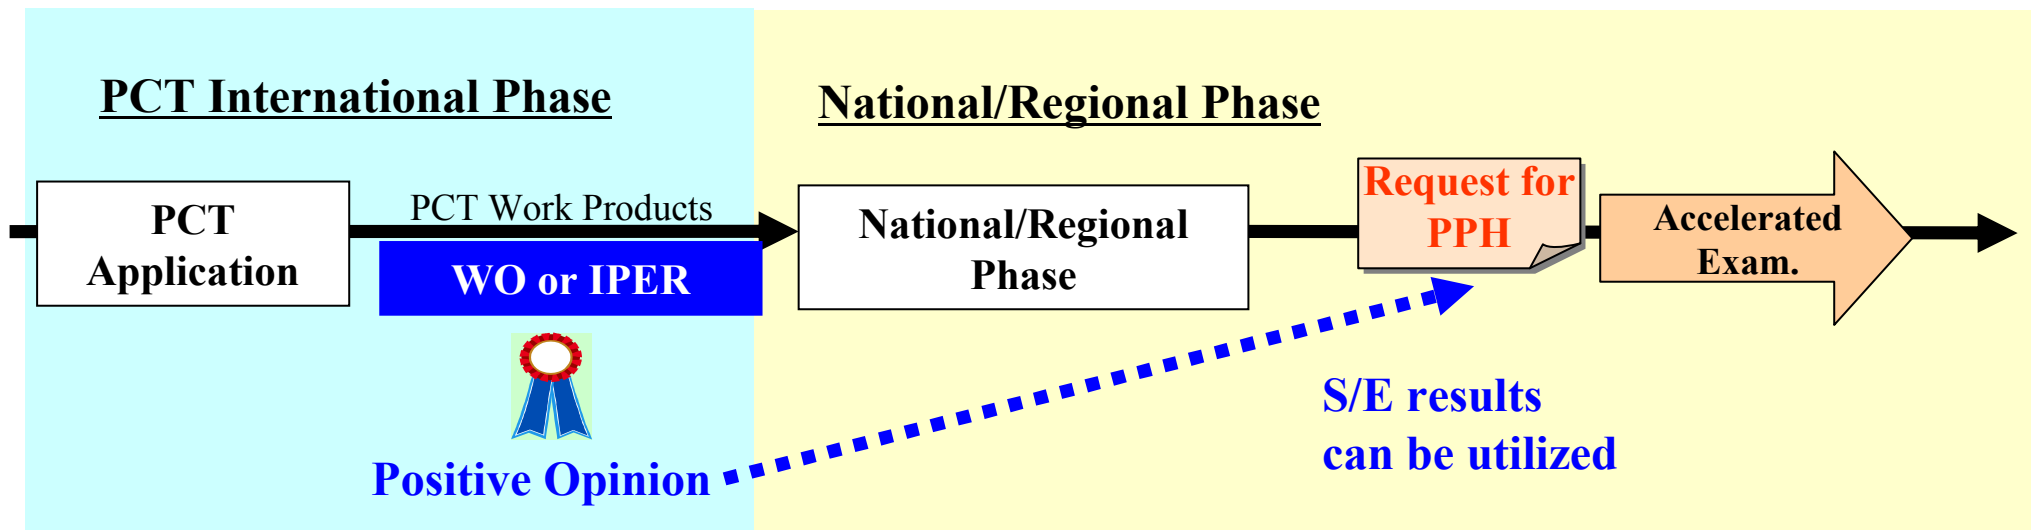 PCT International Phase
National/Regional Phase
PCT
Application
PCT Work Products
WO or IPER
National/Regional
Phase
Request for
PPH
Accelerated
Exam.
Positive Opinion
S/E results
can be utilized